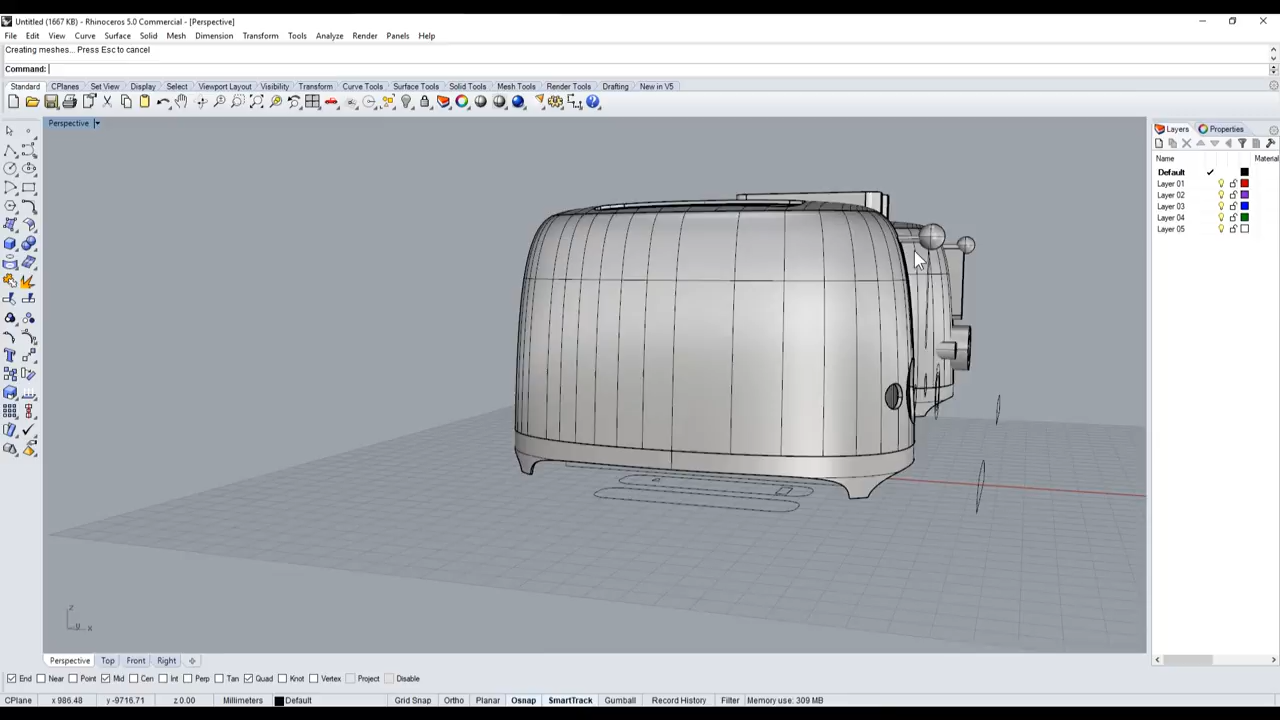 Untitled (1667 KB) - Rhinoceros 5.0 Commercial - [Perspective]
File Edit View Curve Surface Solid Mesh Dimension Transform Tools Analyze Render Panels Help
Creating meshes... Press Esc to cancel
Command:
Standard CPlanes Set View Display Select Viewport Layout Visibility Transform Curve Tools Surface Tools Solid Tools Mesh Tools Render Tools Drafting New in V5
Perspective
Layers Properties
Name Material
Default
Layer 01
Layer 02
Layer 03
Layer 04
Layer 05
z
y x
Perspective Top Front Right
End Near Point Mid Cen Int Perp Tan Quad Knot Vertex Project Disable
CPlane x 986.48 y -9716.71 z 0.00 Millimeters Default Grid Snap Ortho Planar Osnap SmartTrack Gumball Record History Filter Memory use: 309 MB